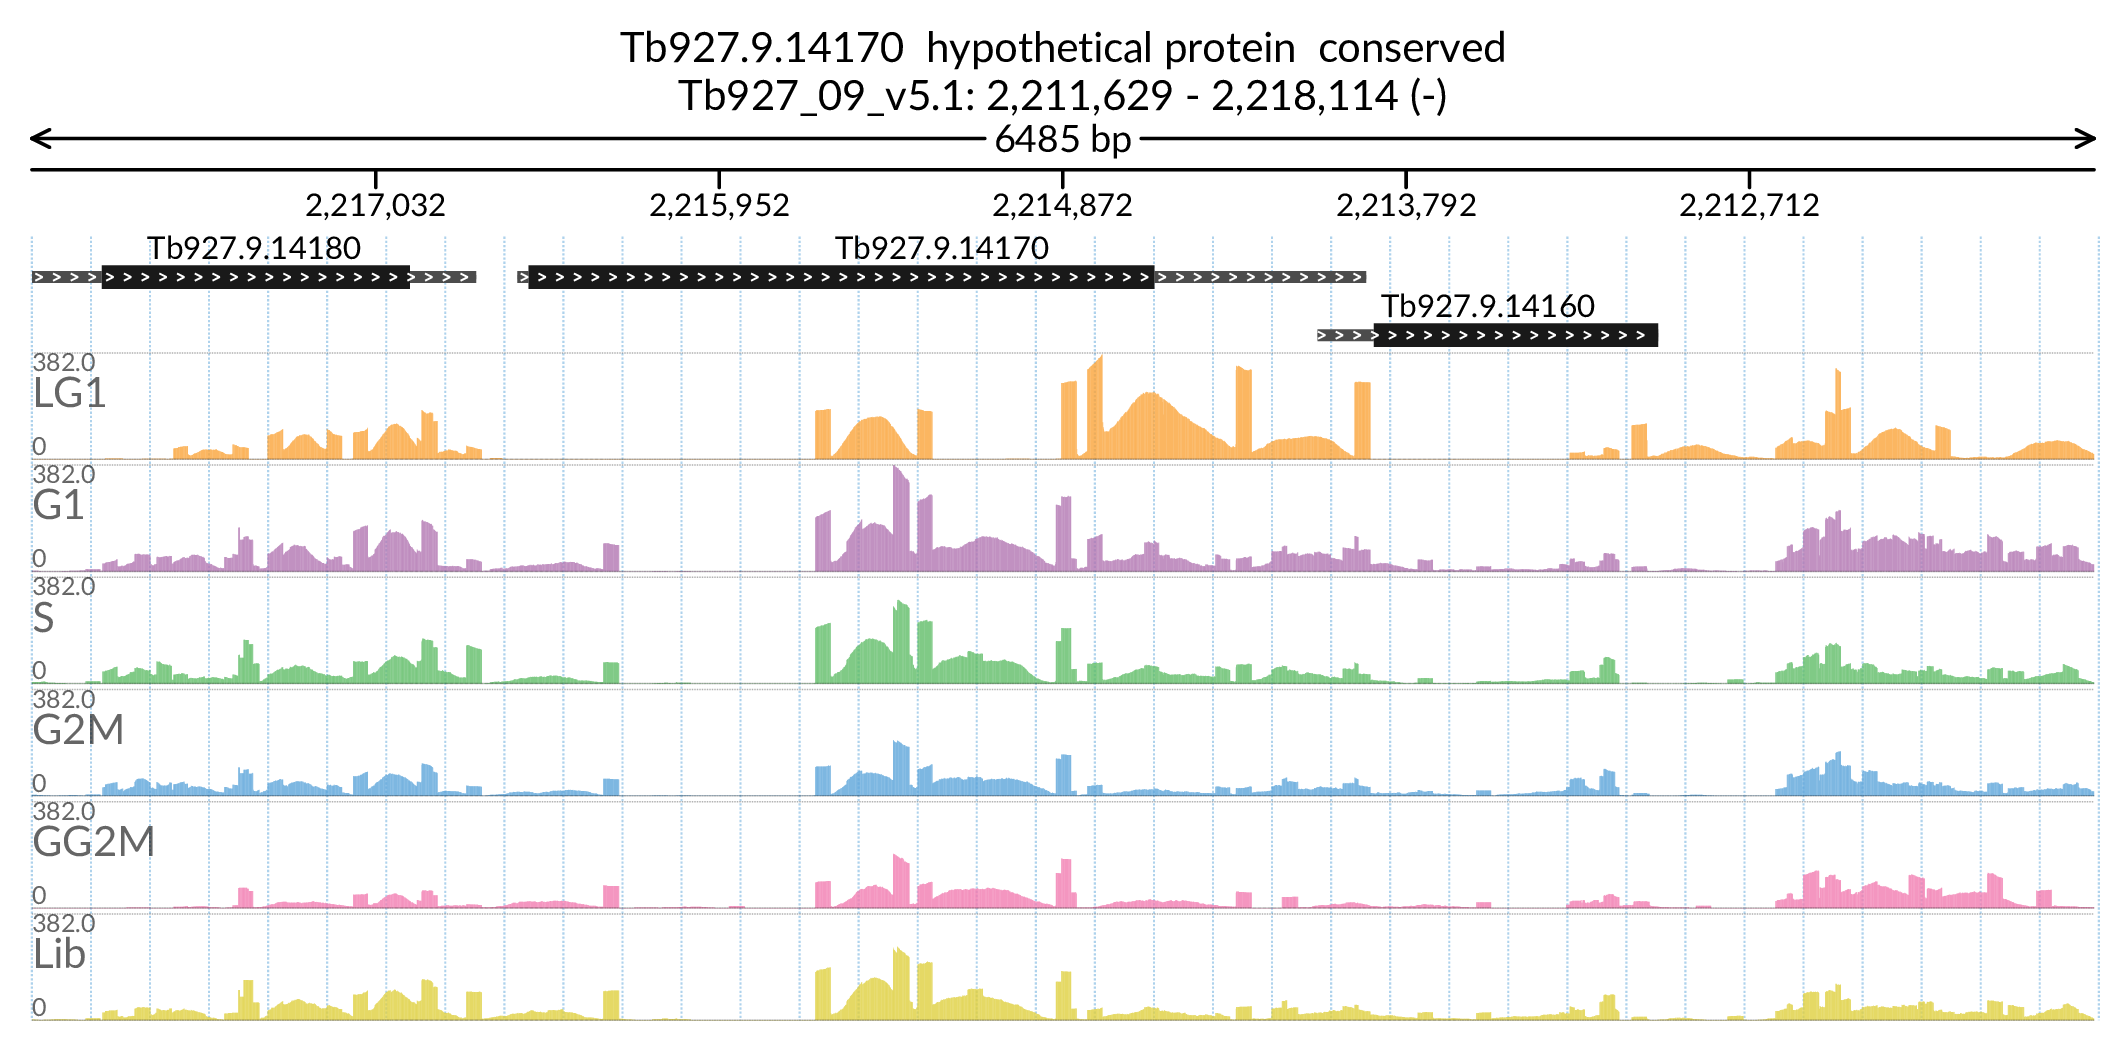 Tb927.9.14170 hypothetical protein conserved
Tb927_09_v5.1: 2,211,629 - 2,218,114 (-)
6485 bp
2,217,032 2,215,952 2,214,872 2,213,792 2,212,712
Tb927.9.14180 Tb927.9.14170
Tb927.9.14160
382.0
LG1
0
382.0
G1
0
382.0
S
0
382.0
G2M
0
382.0
GG2M
0
382.0
Lib
0